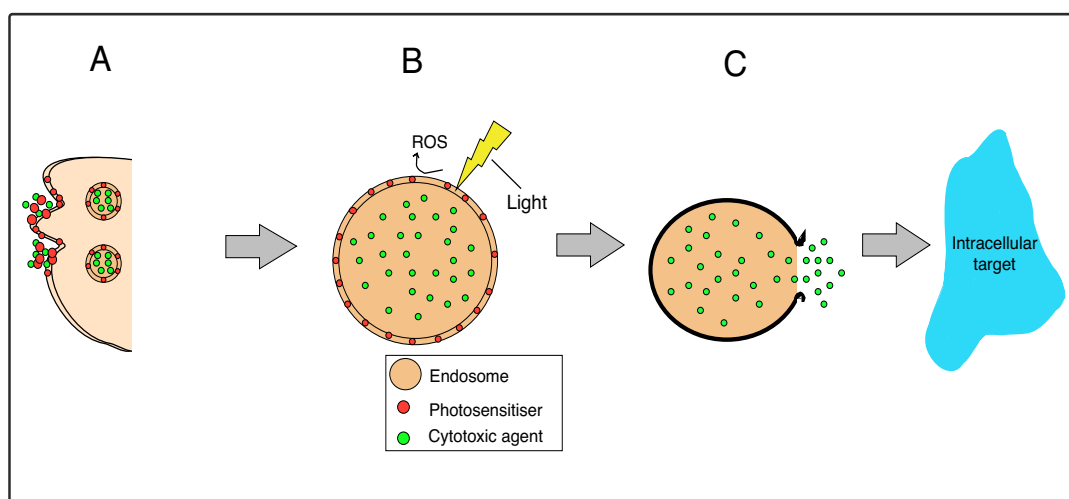 A
B
C
ROS
Light
Intracellular
target
Endosome
Photosensitiser
Cytotoxic agent